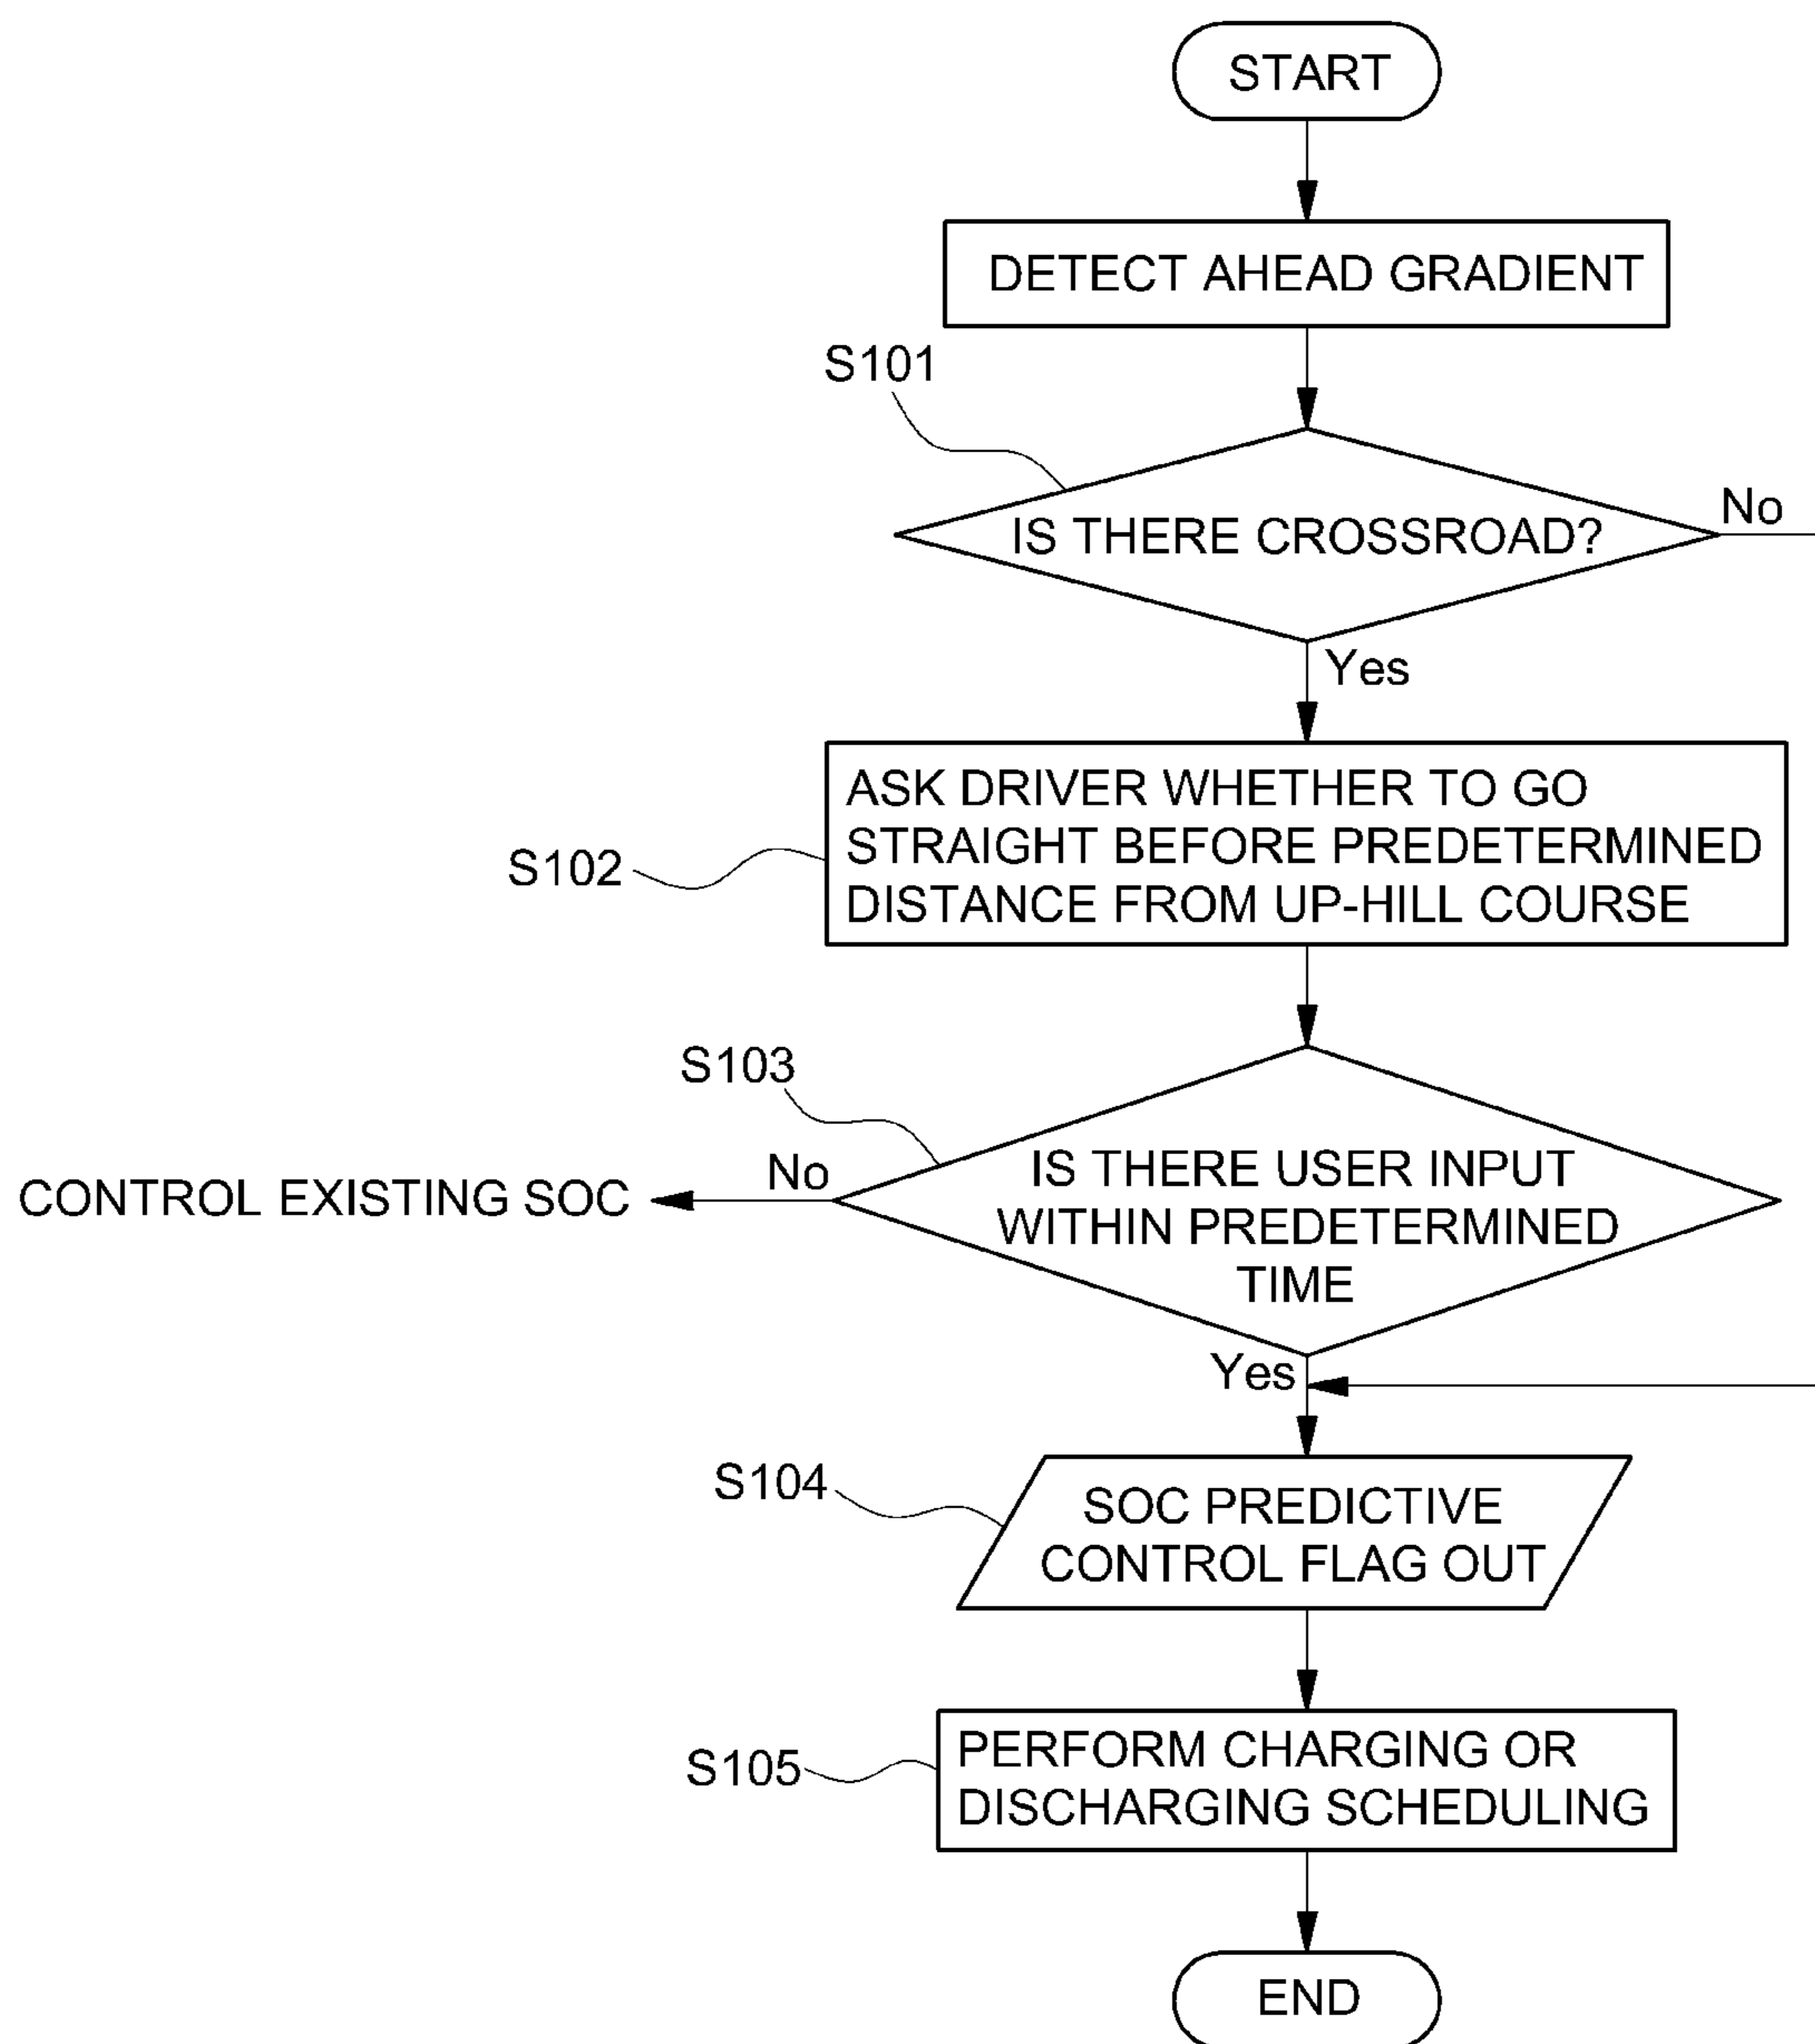 START
DETECT AHEAD GRADIENT
S101
IS THERE CROSSROAD?
No
Yes
ASK DRIVER WHETHER TO GO
STRAIGHT BEFORE PREDETERMINED
DISTANCE FROM UP-HILL COURSE
S102
S103
IS THERE USER INPUT
WITHIN PREDETERMINED
TIME
No
CONTROL EXISTING SOC
Yes
S104
SOC PREDICTIVE
CONTROL FLAG OUT
S105
PERFORM CHARGING OR
DISCHARGING SCHEDULING
END